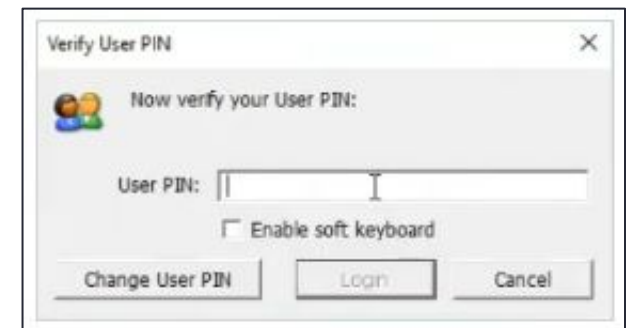 Verify User PIN
Now verify your User PIN:
User PIN:
Enable soft keyboard
Change User PIN Login Cancel